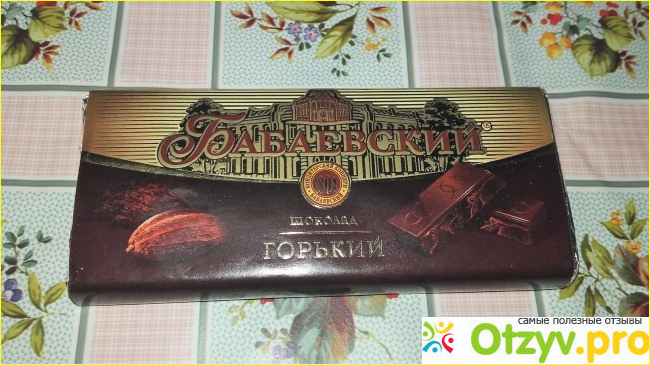 БАБАЕВСКИЙ®
ШОКОЛАД
ГОРЬКИЙ
самые полезные отзывы
Otzyv.pro